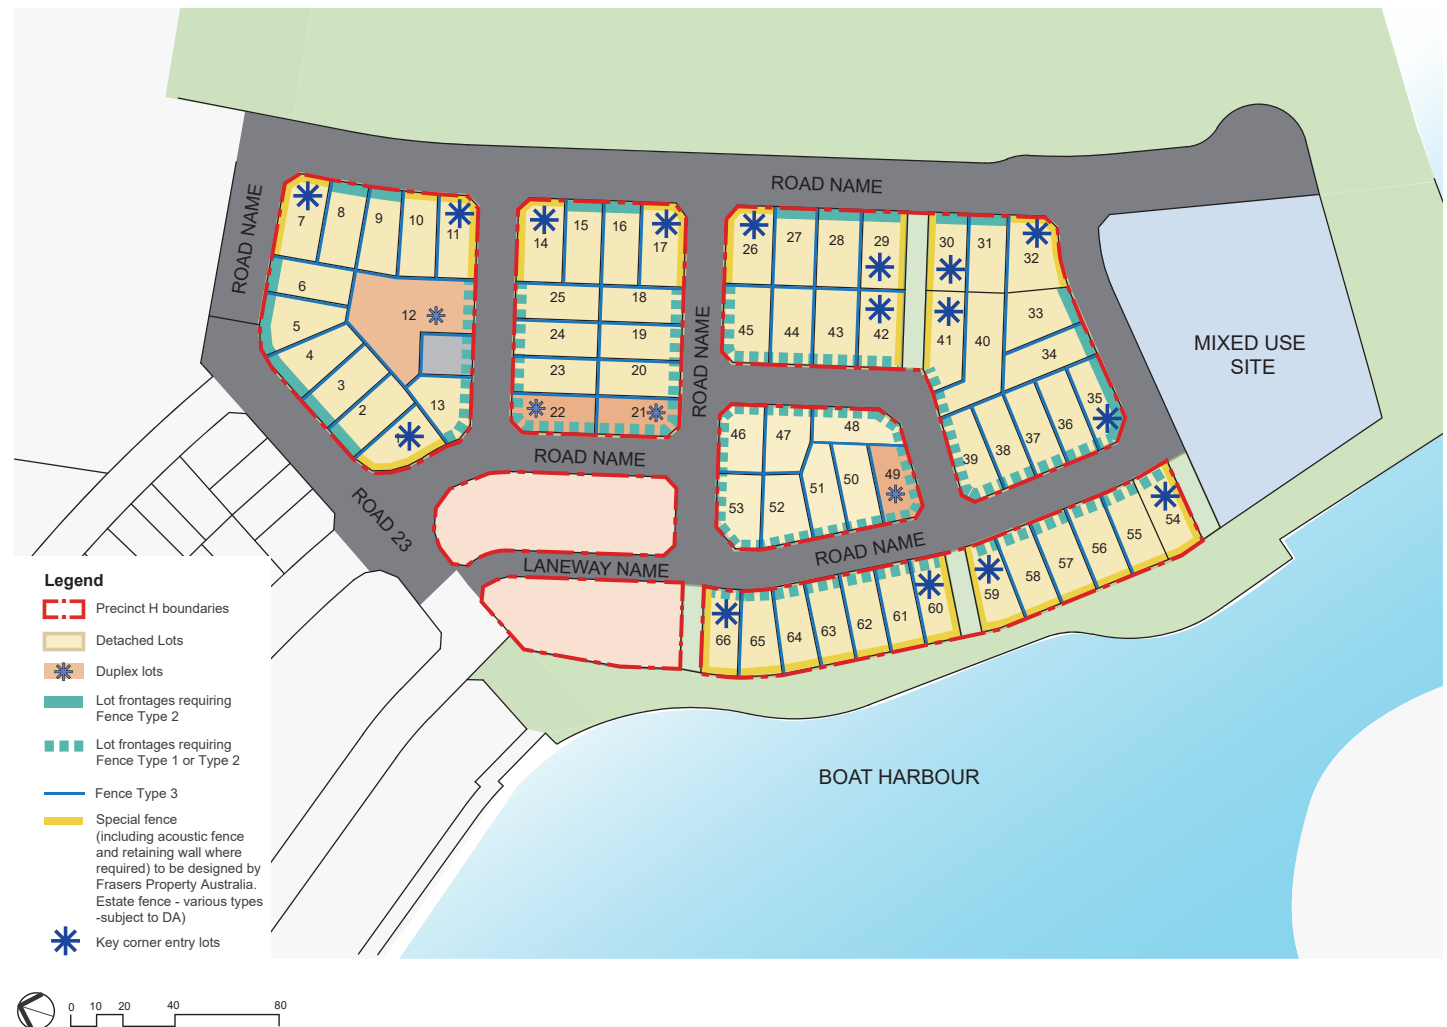 ROAD NAME
ROAD NAME
7
8
9
10
11
14
15
16
17
26
27
28
29
30
31
32
6
12
25
18
5
24
19
45
44
43
42
41
40
33
34
4
23
20
3
2
13
22
21
ROAD NAME
MIXED USE
SITE
46
47
48
39
38
37
36
35
ROAD NAME
53
52
51
50
49
ROAD 23
ROAD NAME
LANEWAY NAME
54
55
56
57
58
59
60
61
62
63
64
65
66
BOAT HARBOUR
Legend
Precinct H boundaries
Detached Lots
Duplex lots
Lot frontages requiring
Fence Type 2
Lot frontages requiring
Fence Type 1 or Type 2
Fence Type 3
Special fence
(including acoustic fence
and retaining wall where
required) to be designed by
Frasers Property Australia.
Estate fence - various types
-subject to DA)
Key corner entry lots
0 10 20 40 80